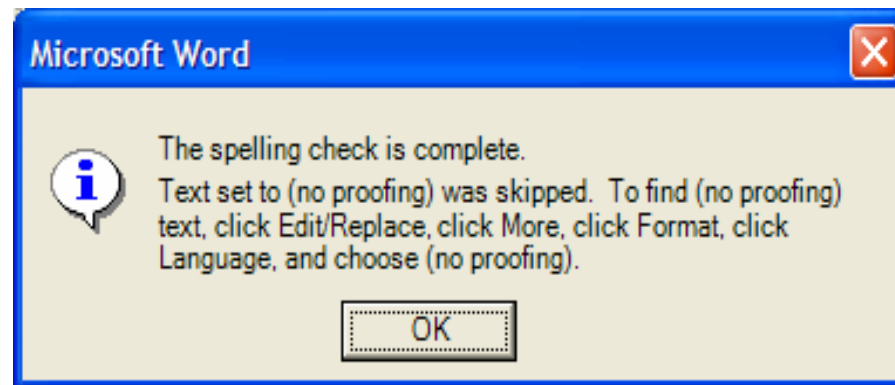 Microsoft Word
The spelling check is complete.
Text set to (no proofing) was skipped.  To find (no proofing)
text, click Edit/Replace, click More, click Format, click
Language, and choose (no proofing).
OK